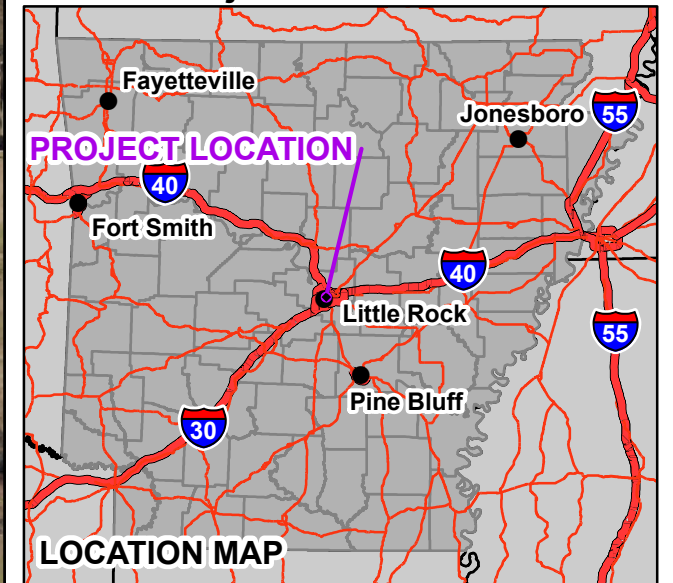 Fayetteville
Jonesboro
55
PROJECT LOCATION
40
Fort Smith
40
Little Rock
55
Pine Bluff
30
LOCATION MAP